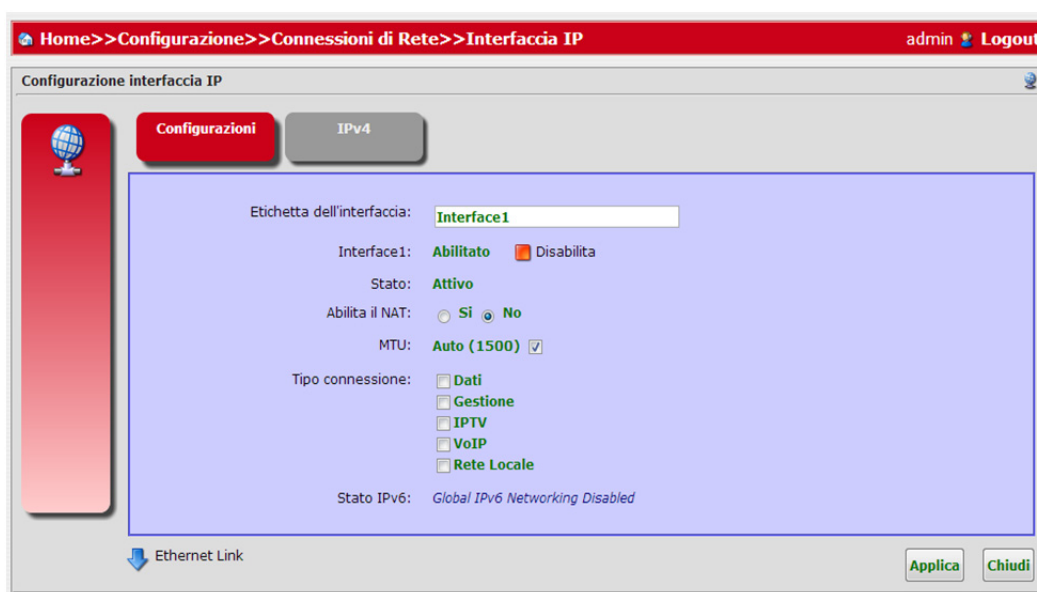 Home>>Configurazione>>Connessioni di Rete>>Interfaccia IP admin Logout
Configurazione interfaccia IP
Configurazioni IPv4
Etichetta dell'interfaccia: Interface1
Interface1: Abilitato Disabilita
Stato: Attivo
Abilita il NAT: Si No
MTU: Auto (1500)
Tipo connessione: Dati
Gestione
IPTV
VoIP
Rete Locale
Stato IPv6: Global IPv6 Networking Disabled
Ethernet Link
Applica Chiudi